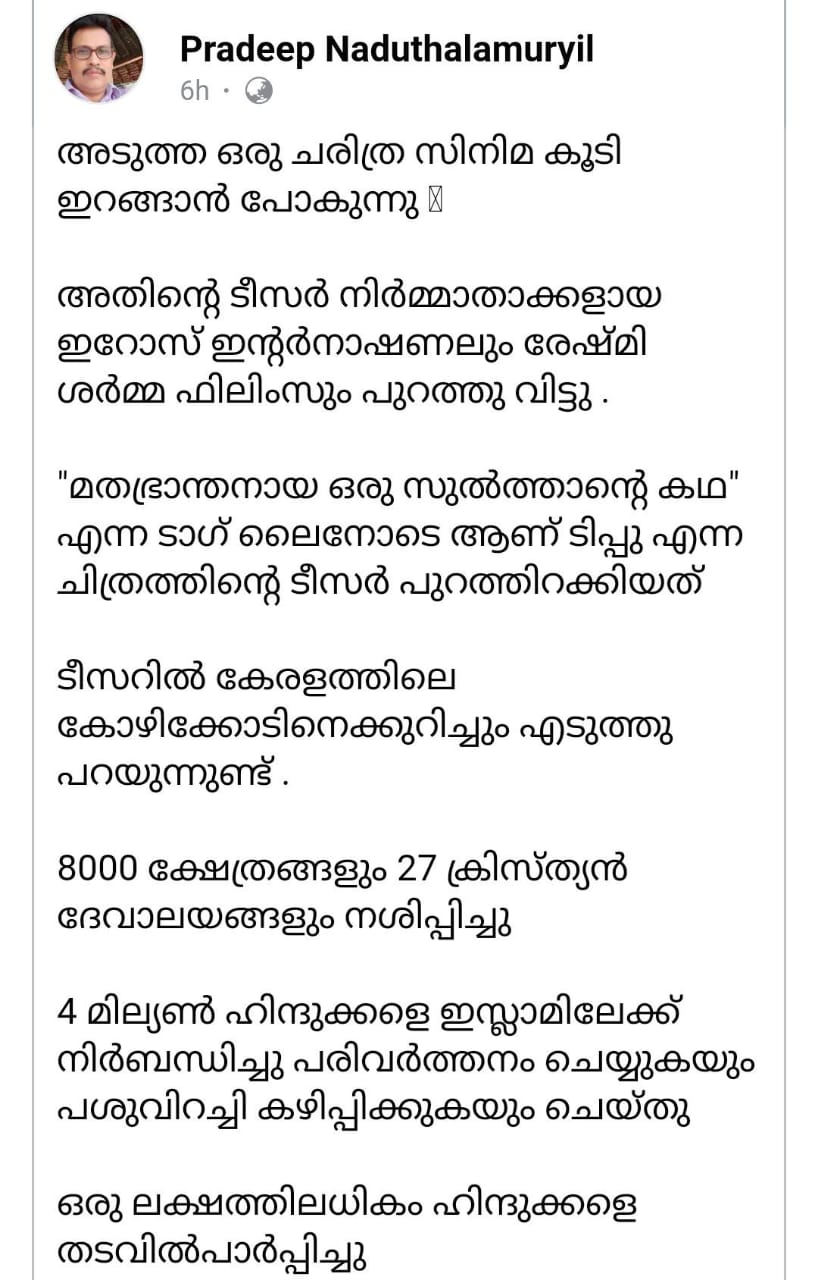 Pradeep Naduthalamuryil
6h ·
അടുത്ത ഒരു ചരിത്ര സിനിമ കൂടി
ഇറങ്ങാൻ പോകുന്നു
അതിന്റെ ടീസർ നിർമ്മാതാക്കളായ
ഇറോസ് ഇന്റർനാഷണലും രേഷ്മി
ശർമ്മ ഫിലിംസും പുറത്തു വിട്ടു .
"മതഭ്രാന്തനായ ഒരു സുൽത്താന്റെ കഥ"
എന്ന ടാഗ് ലൈനോടെ ആണ് ടിപ്പു എന്ന
ചിത്രത്തിന്റെ ടീസർ പുറത്തിറക്കിയത്
ടീസറിൽ കേരളത്തിലെ
കോഴിക്കോടിനെക്കുറിച്ചും എടുത്തു
പറയുന്നുണ്ട് .
8000 ക്ഷേത്രങ്ങളും 27 ക്രിസ്ത്യൻ
ദേവാലയങ്ങളും നശിപ്പിച്ചു
4 മില്യൺ ഹിന്ദുക്കളെ ഇസ്ലാമിലേക്ക്
നിർബന്ധിച്ചു പരിവർത്തനം ചെയ്യുകയും
പശുവിറച്ചി കഴിപ്പിക്കുകയും ചെയ്തു
ഒരു ലക്ഷത്തിലധികം ഹിന്ദുക്കളെ
തടവിൽപാർപ്പിച്ചു